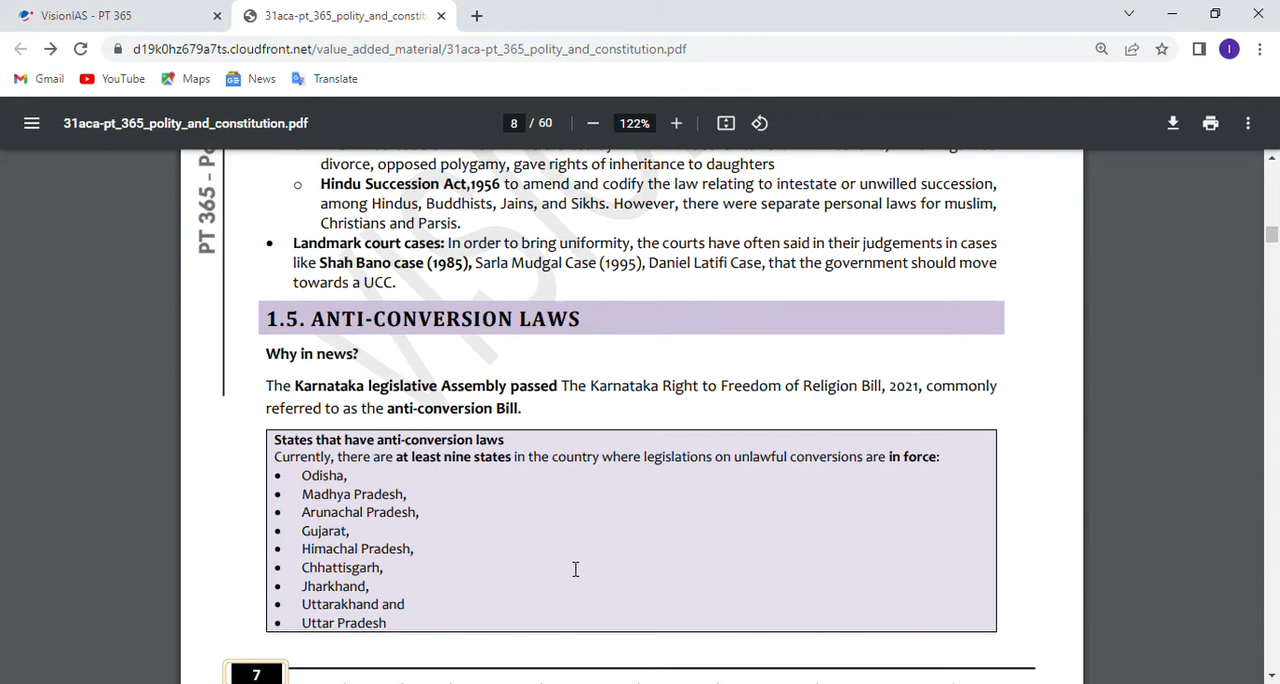 VisionIAS - PT 365
31aca-pt_365_polity_and_constit
d19k0hz679a7ts.cloudfront.net/value_added_material/31aca-pt_365_polity_and_constitution.pdf
I
Gmail YouTube Maps News Translate
31aca-pt_365_polity_and_constitution.pdf 8 / 60 122%
PT 365 - Po
divorce, opposed polygamy, gave rights of inheritance to daughters
o Hindu Succession Act,1956 to amend and codify the law relating to intestate or unwilled succession,
among Hindus, Buddhists, Jains, and Sikhs. However, there were separate personal laws for muslim,
Christians and Parsis.
• Landmark court cases: In order to bring uniformity, the courts have often said in their judgements in cases
like Shah Bano case (1985), Sarla Mudgal Case (1995), Daniel Latifi Case, that the government should move
towards a UCC.
1.5. ANTI-CONVERSION LAWS
Why in news?
The Karnataka legislative Assembly passed The Karnataka Right to Freedom of Religion Bill, 2021, commonly
referred to as the anti-conversion Bill.
States that have anti-conversion laws
Currently, there are at least nine states in the country where legislations on unlawful conversions are in force:
• Odisha,
• Madhya Pradesh,
• Arunachal Pradesh,
• Gujarat,
• Himachal Pradesh,
• Chhattisgarh,
• Jharkhand,
• Uttarakhand and
• Uttar Pradesh
7